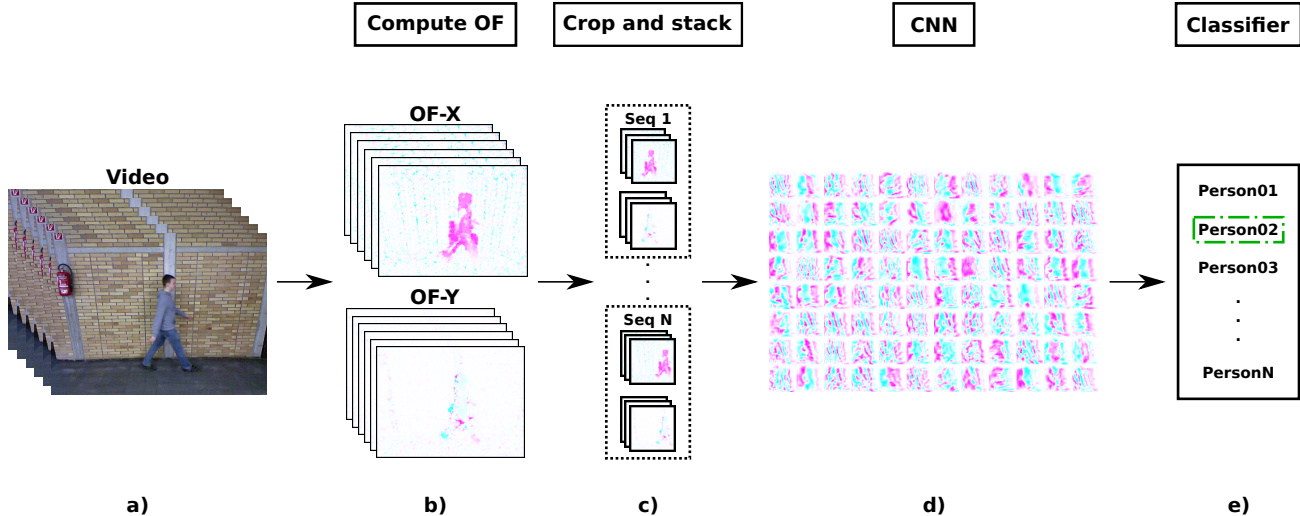 Compute OF
Crop and stack
CNN
Classifier
Video
OF-X
OF-Y
Seq 1
Seq N
Person01
Person02
Person03
PersonN
a)
b)
c)
d)
e)